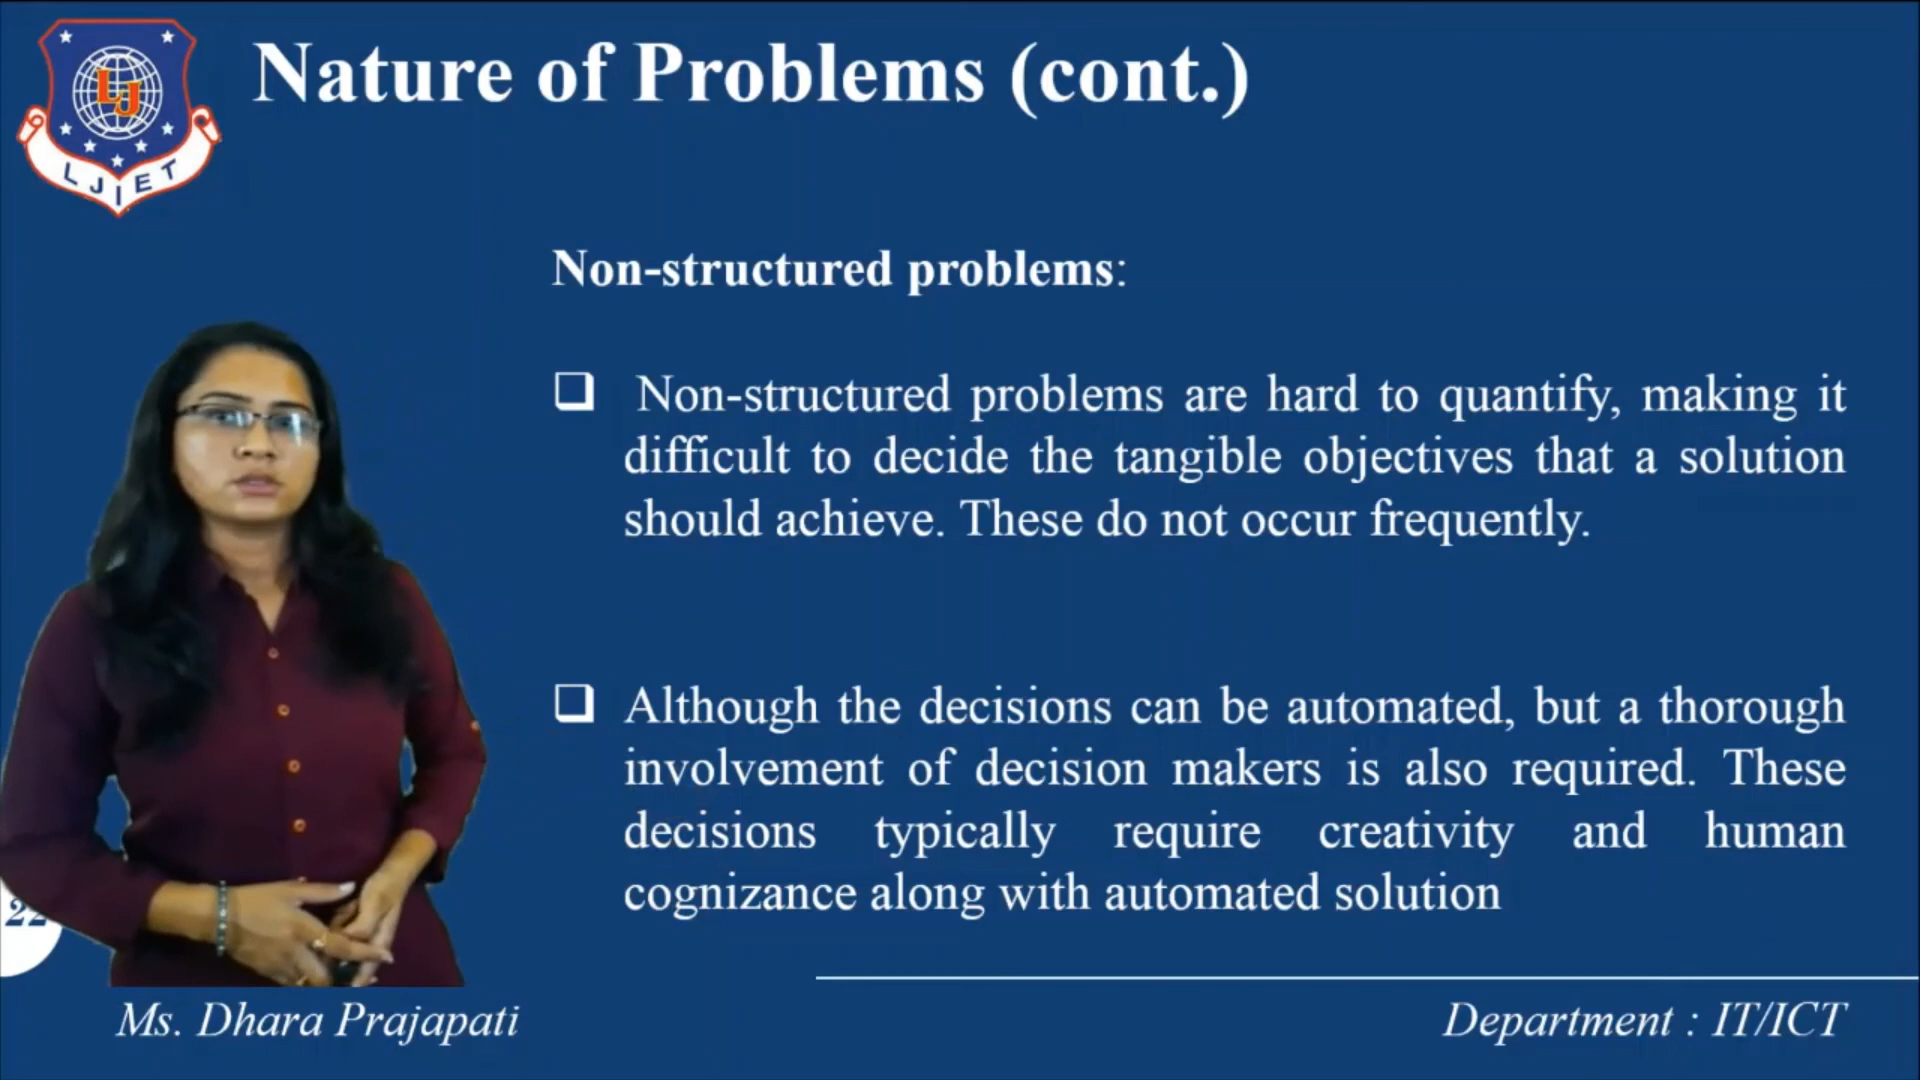 LJ
LJIET
Nature of Problems (cont.)
Non-structured problems:
❑ Non-structured problems are hard to quantify, making it
difficult to decide the tangible objectives that a solution
should achieve. These do not occur frequently.
❑ Although the decisions can be automated, but a thorough
involvement of decision makers is also required. These
decisions typically require creativity and human
cognizance along with automated solution
22
Ms. Dhara Prajapati
Department : IT/ICT